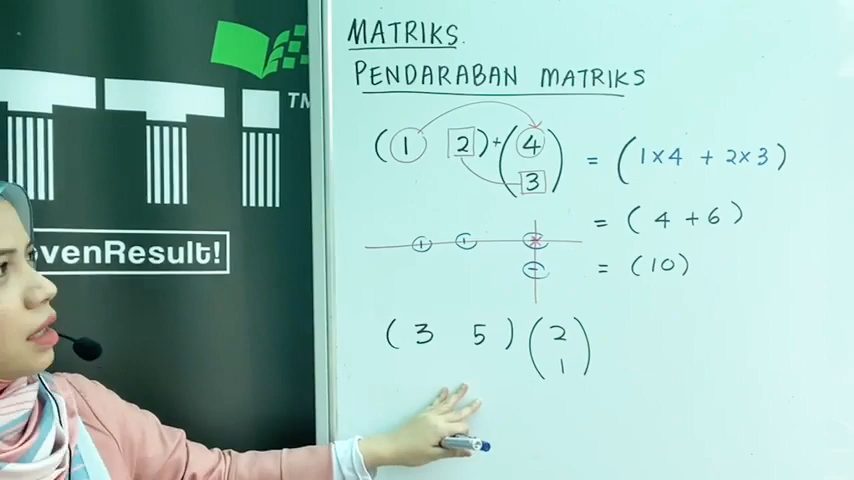 MATRIKS.
PENDARABAN MATRIKS
(1 2) + (4
3) = (1×4 + 2×3)
= (4 + 6)
= (10)
(3 5) (2
1)
TTI TM
venResult!